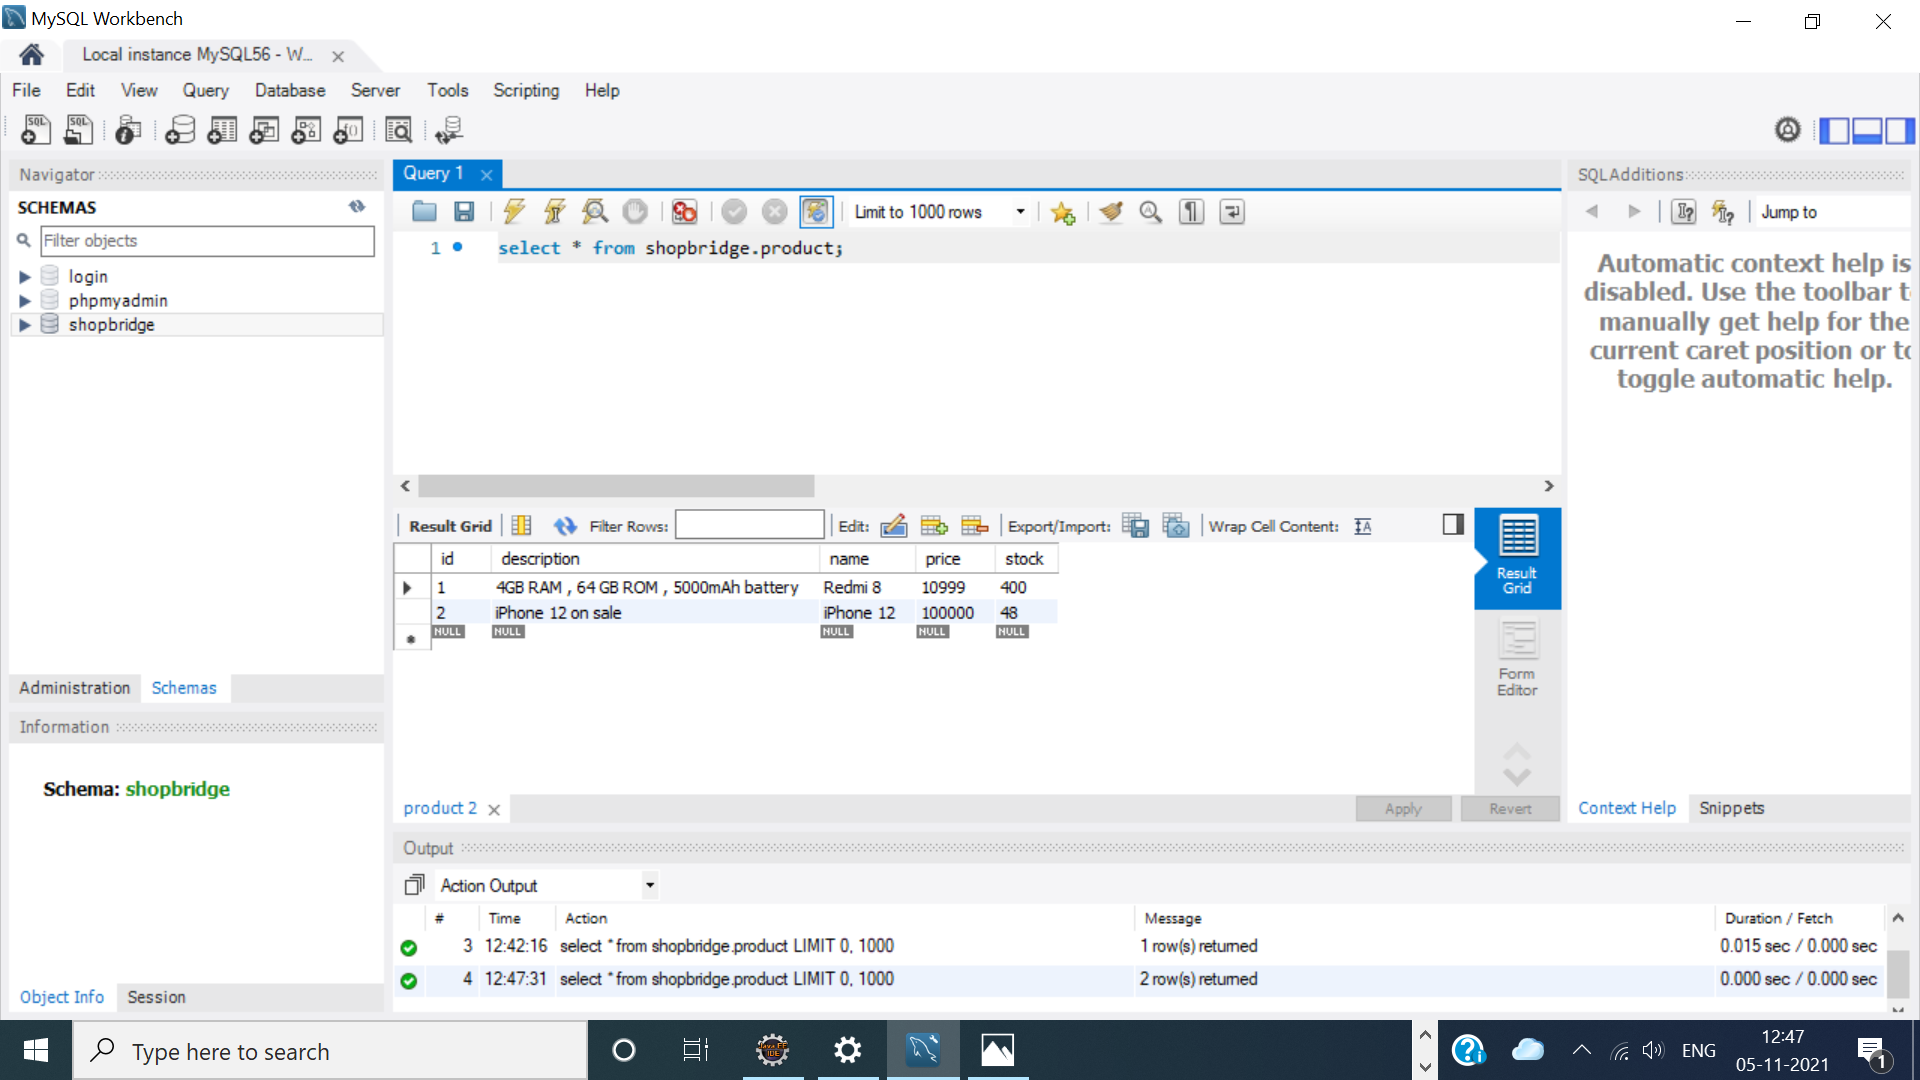 MySQL Workbench
Local instance MySQL56 - W...
File Edit View Query Database Server Tools Scripting Help
Navigator
SCHEMAS
Filter objects
login
phpmyadmin
shopbridge
Administration Schemas
Information
Schema: shopbridge
Object Info Session
Query 1
Limit to 1000 rows
1 select * from shopbridge.product;
Result Grid Filter Rows: Edit: Export/Import: Wrap Cell Content:
id description name price stock
1 4GB RAM , 64 GB ROM , 5000mAh battery Redmi 8 10999 400
2 iPhone 12 on sale iPhone 12 100000 48
NULL NULL NULL NULL NULL
Result
Grid
Form
Editor
product 2
Apply Revert
SQLAdditions
Jump to
Automatic context help is
disabled. Use the toolbar t
manually get help for the
current caret position or to
toggle automatic help.
Context Help Snippets
Output
Action Output
# Time Action Message Duration / Fetch
3 12:42:16 select * from shopbridge.product LIMIT 0, 1000 1 row(s) returned 0.015 sec / 0.000 sec
4 12:47:31 select * from shopbridge.product LIMIT 0, 1000 2 row(s) returned 0.000 sec / 0.000 sec
Type here to search
ENG
12:47
05-11-2021
1